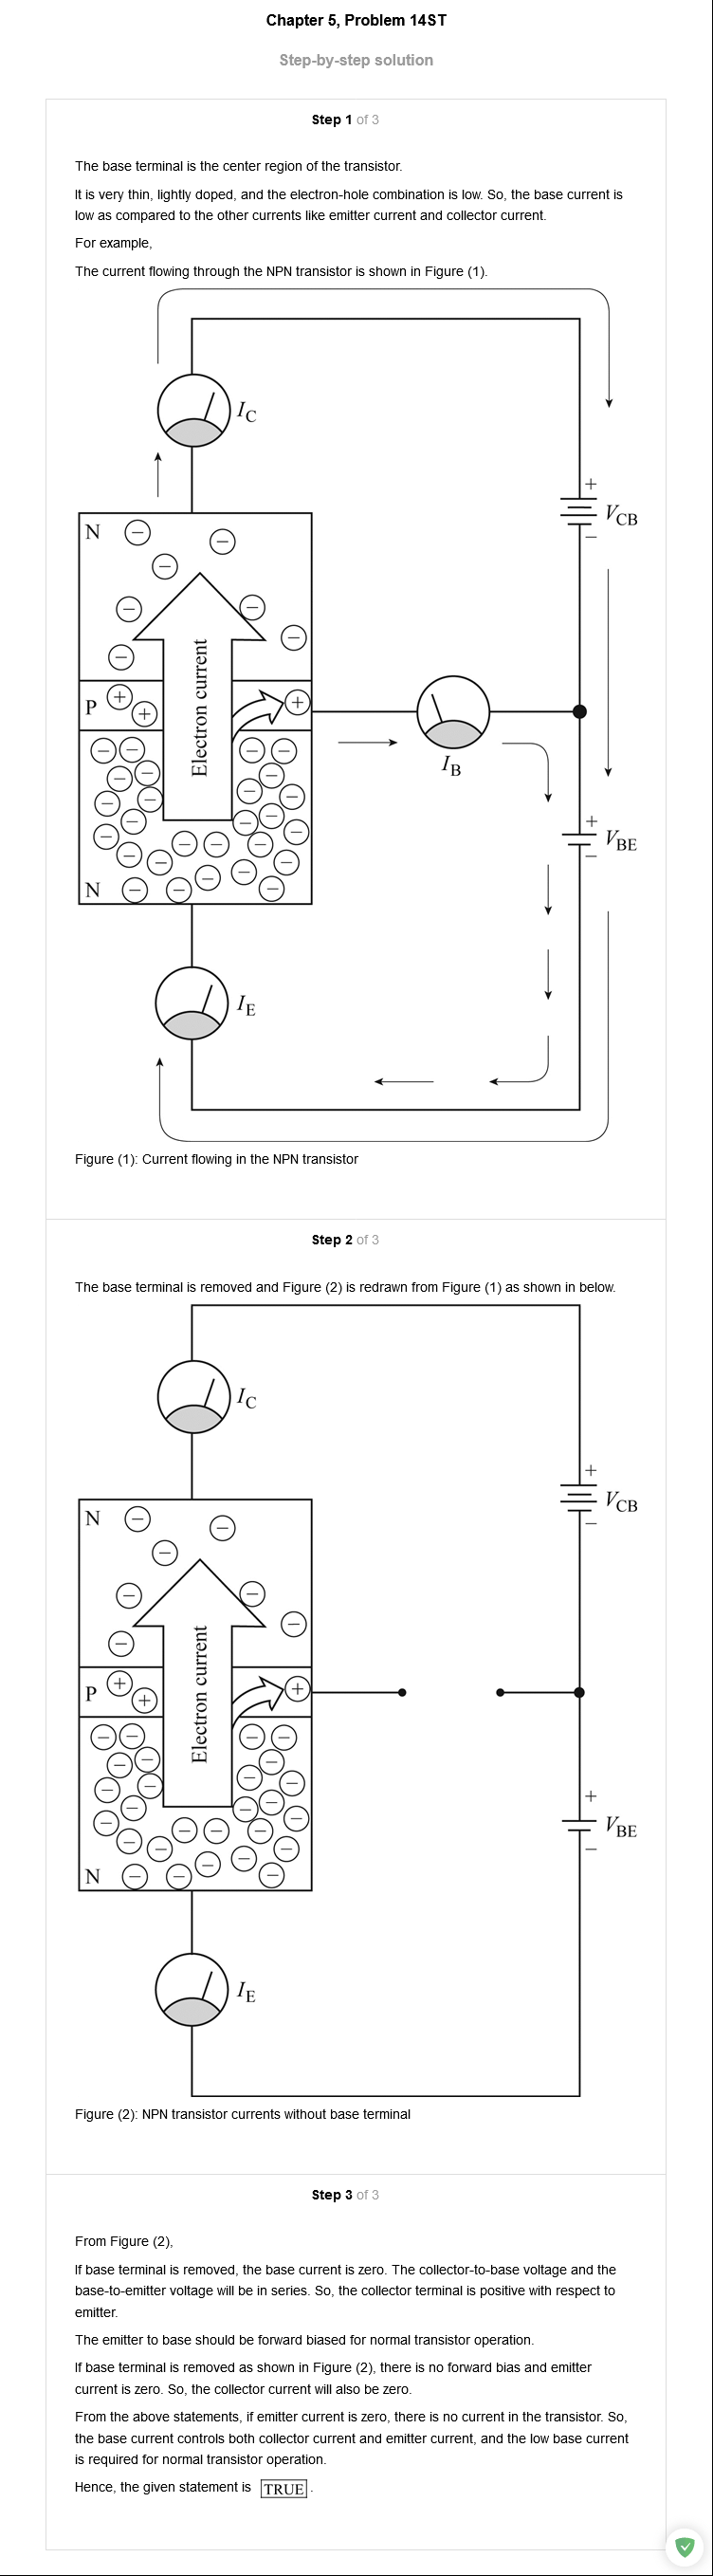 Chapter 5, Problem 14ST
Step-by-step solution
Step 1 of 3
The base terminal is the center region of the transistor.
It is very thin, lightly doped, and the electron-hole combination is low. So, the base current is
low as compared to the other currents like emitter current and collector current.
For example,
The current flowing through the NPN transistor is shown in Figure (1).
I_C
+
V_CB
−
N
Electron current
P
I_B
+
V_BE
−
N
I_E
Figure (1): Current flowing in the NPN transistor
Step 2 of 3
The base terminal is removed and Figure (2) is redrawn from Figure (1) as shown in below.
I_C
+
V_CB
−
N
Electron current
P
+
V_BE
−
N
I_E
Figure (2): NPN transistor currents without base terminal
Step 3 of 3
From Figure (2),
If base terminal is removed, the base current is zero. The collector-to-base voltage and the
base-to-emitter voltage will be in series. So, the collector terminal is positive with respect to
emitter.
The emitter to base should be forward biased for normal transistor operation.
If base terminal is removed as shown in Figure (2), there is no forward bias and emitter
current is zero. So, the collector current will also be zero.
From the above statements, if emitter current is zero, there is no current in the transistor. So,
the base current controls both collector current and emitter current, and the low base current
is required for normal transistor operation.
Hence, the given statement is TRUE.